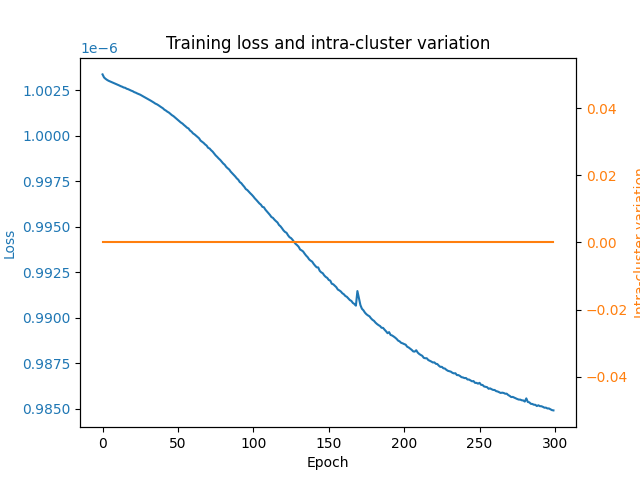 Training loss and intra-cluster variation
1e−6
1.0025
1.0000
0.9975
0.9950
0.9925
0.9900
0.9875
0.9850
Loss
0.04
0.02
0.00
−0.02
−0.04
Intra-cluster variation
0 50 100 150 200 250 300
Epoch